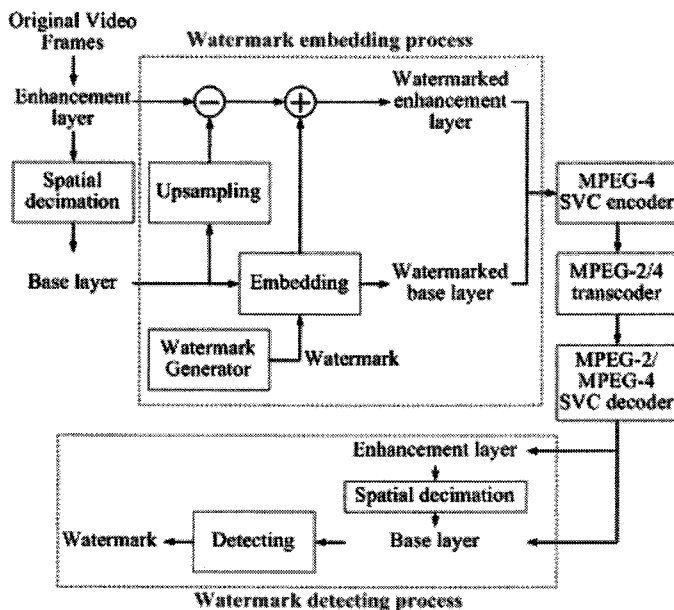 Original Video
Frames
Watermark embedding process
Enhancement
layer
−
+
Watermarked
enhancement
layer
Spatial
decimation
Upsampling
MPEG-4
SVC encoder
Base layer
Embedding
Watermarked
base layer
MPEG-2/4
transcoder
Watermark
Generator
Watermark
MPEG-2/
MPEG-4
SVC decoder
Enhancement layer
Spatial decimation
Watermark
Detecting
Base layer
Watermark detecting process